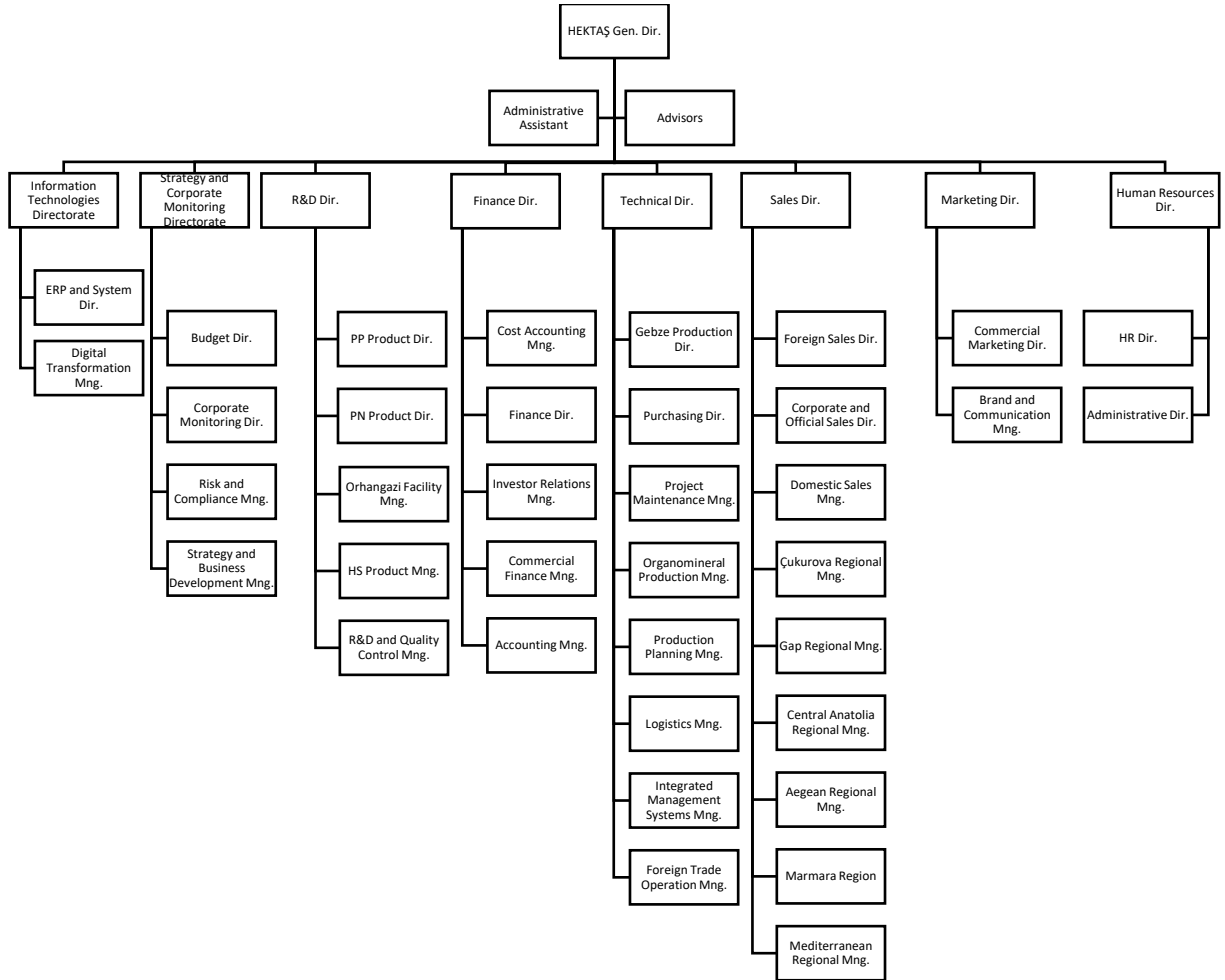 HEKTAŞ Gen. Dir.
Administrative
Assistant
Advisors
Information
Technologies
Directorate
Strategy and
Corporate
Monitoring
Directorate
R&D Dir.
Finance Dir.
Technical Dir.
Sales Dir.
Marketing Dir.
Human Resources
Dir.
ERP and System
Dir.
Digital
Transformation
Mng.
Budget Dir.
Corporate
Monitoring Dir.
Risk and
Compliance Mng.
Strategy and
Business
Development Mng.
PP Product Dir.
PN Product Dir.
Orhangazi Facility
Mng.
HS Product Mng.
R&D and Quality
Control Mng.
Cost Accounting
Mng.
Finance Dir.
Investor Relations
Mng.
Commercial
Finance Mng.
Accounting Mng.
Gebze Production
Dir.
Purchasing Dir.
Project
Maintenance Mng.
Organomineral
Production Mng.
Production
Planning Mng.
Logistics Mng.
Integrated
Management
Systems Mng.
Foreign Trade
Operation Mng.
Foreign Sales Dir.
Corporate and
Official Sales Dir.
Domestic Sales
Mng.
Çukurova Regional
Mng.
Gap Regional Mng.
Central Anatolia
Regional Mng.
Aegean Regional
Mng.
Marmara Region
Mediterranean
Regional Mng.
Commercial
Marketing Dir.
Brand and
Communication
Mng.
HR Dir.
Administrative Dir.